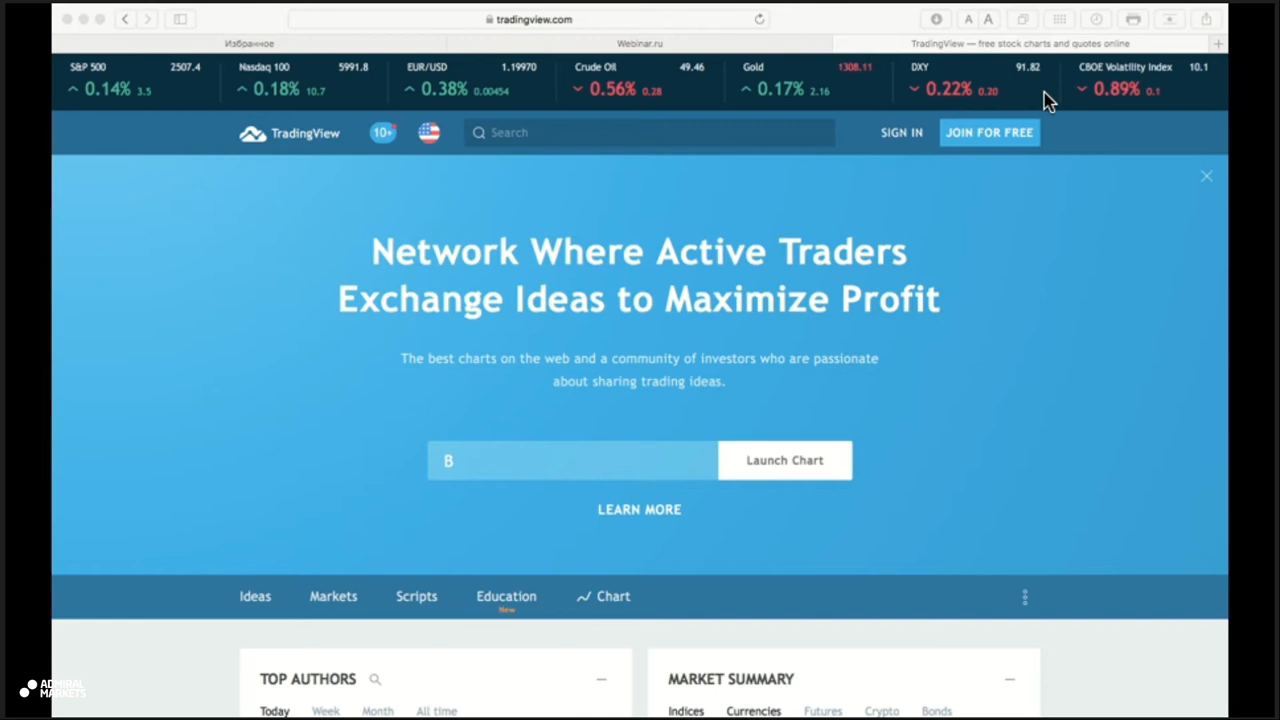 tradingview.com
A A
Избранное
Webinar.ru
TradingView — free stock charts and quotes online
S&P 500 2507.4
0.14% 3.5
Nasdaq 100 5991.8
0.18% 10.7
EUR/USD 1.19970
0.38% 0.00454
Crude Oil 49.46
0.56% 0.28
Gold 1308.11
0.17% 2.16
DXY 91.82
0.22% 0.20
CBOE Volatility Index 10.1
0.89% 0.1
TradingView
10+
Search
SIGN IN
JOIN FOR FREE
Network Where Active Traders
Exchange Ideas to Maximize Profit
The best charts on the web and a community of investors who are passionate
about sharing trading ideas.
B
Launch Chart
LEARN MORE
Ideas Markets Scripts Education Chart
New
TOP AUTHORS
Today Week Month All time
MARKET SUMMARY
Indices Currencies Futures Crypto Bonds
ADMIRAL
MARKETS